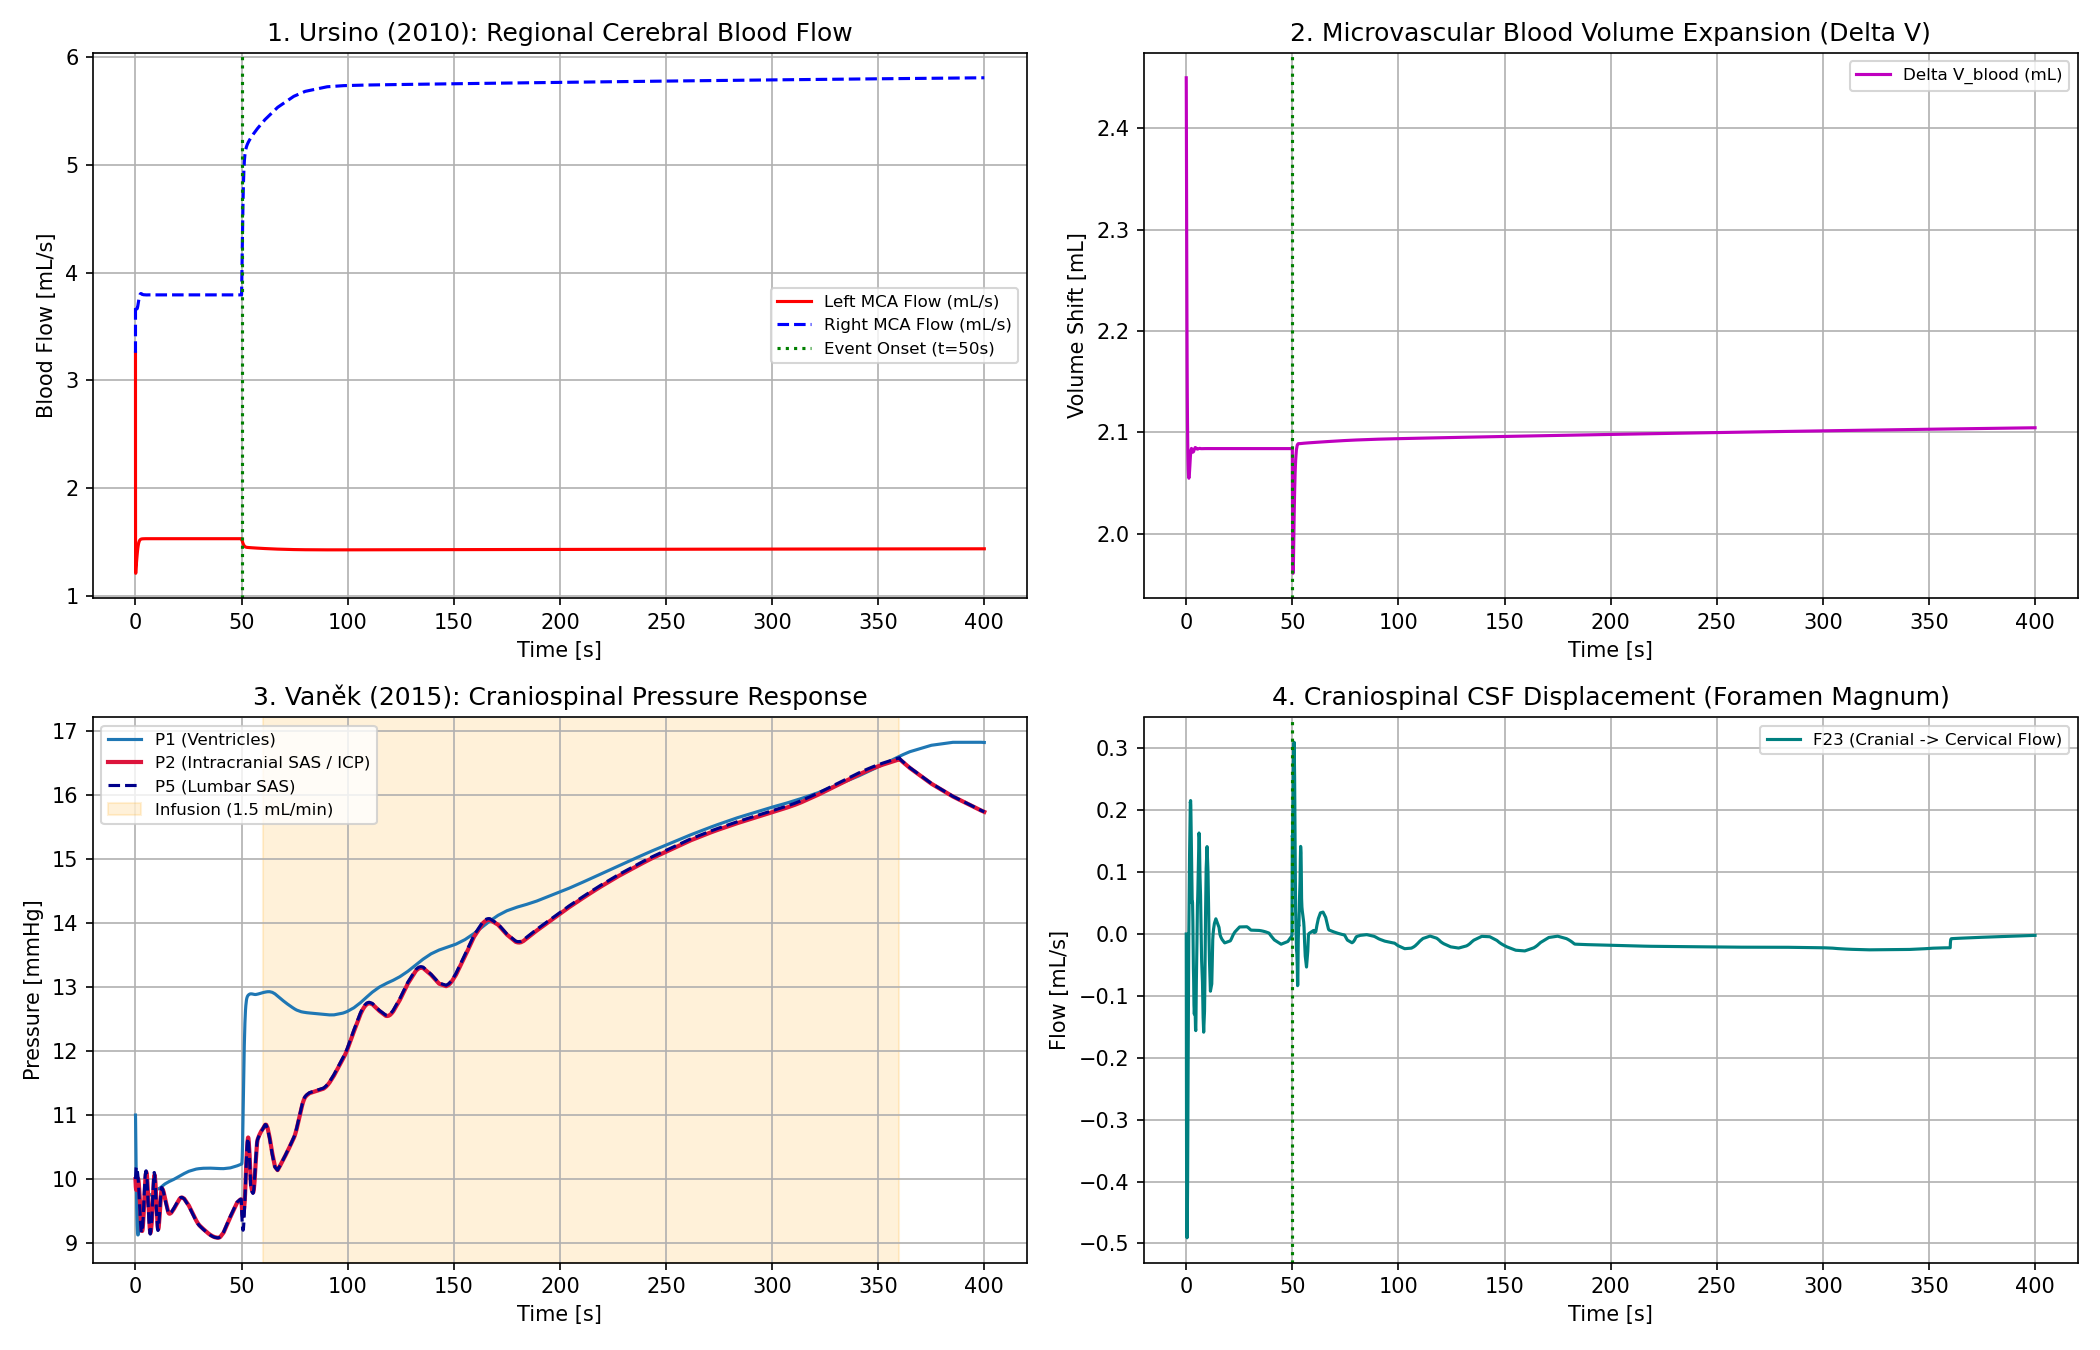 1. Ursino (2010): Regional Cerebral Blood Flow
Blood Flow [mL/s]
6
5
4
3
2
1
Left MCA Flow (mL/s)
Right MCA Flow (mL/s)
Event Onset (t=50s)
0 50 100 150 200 250 300 350 400
Time [s]
2. Microvascular Blood Volume Expansion (Delta V)
Volume Shift [mL]
2.4
2.3
2.2
2.1
2.0
Delta V_blood (mL)
0 50 100 150 200 250 300 350 400
Time [s]
3. Vaněk (2015): Craniospinal Pressure Response
Pressure [mmHg]
17
16
15
14
13
12
11
10
9
P1 (Ventricles)
P2 (Intracranial SAS / ICP)
P5 (Lumbar SAS)
Infusion (1.5 mL/min)
0 50 100 150 200 250 300 350 400
Time [s]
4. Craniospinal CSF Displacement (Foramen Magnum)
Flow [mL/s]
0.3
0.2
0.1
0.0
−0.1
−0.2
−0.3
−0.4
−0.5
F23 (Cranial -> Cervical Flow)
0 50 100 150 200 250 300 350 400
Time [s]